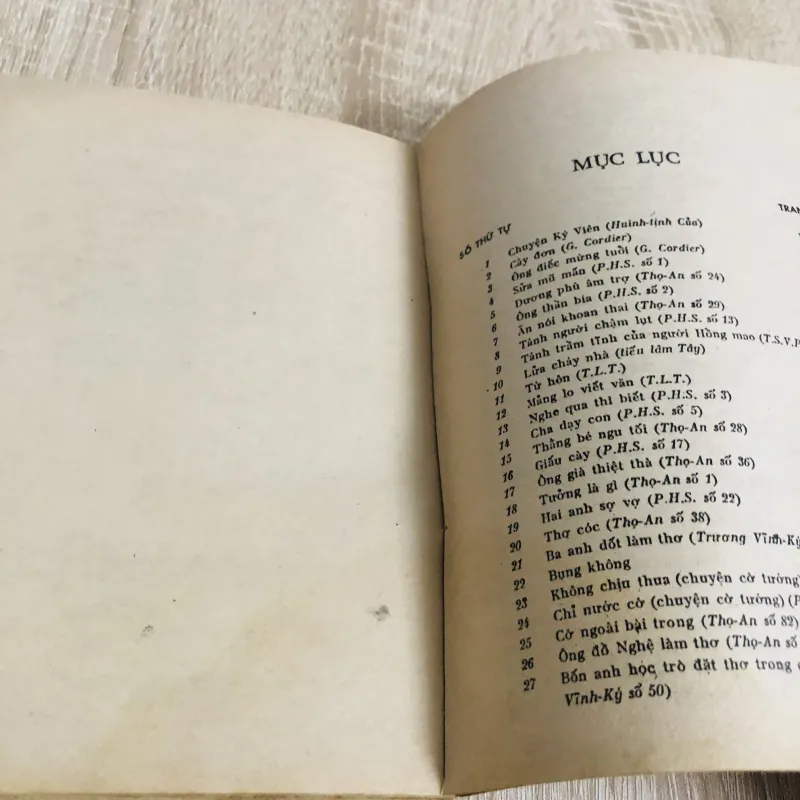 MỤC LỤC
SỐ THỨ TỰ TRAN
1 Chuyện Ký Viên (Huình-tịnh Của)
2 Cây đơn (G. Cordier)
3 Ông điếc mừng tuổi (G. Cordier)
4 Sửa mũ mấn (P.H.S. số 1)
5 Dương phù âm trợ (Thọ-An số 24)
6 Ông thần bia (P.H.S. số 2)
7 Ăn nói khoan thai (Thọ-An số 29)
8 Tánh người chậm lụt (P.H.S. số 13)
9 Tánh trầm tĩnh của người Hồng mao (T.S.V.
10 Lửa cháy nhà (tiếu lâm Tây)
11 Từ hôn (T.L.T.)
12 Mảng lo viết văn (T.L.T.)
13 Nghe qua thì biết (P.H.S. số 3)
14 Cha dạy con (P.H.S. số 5)
15 Thằng bé ngu tối (Thọ-An số 28)
16 Giấu cày (P.H.S. số 17)
17 Ông già thiệt thà (Thọ-An số 36)
18 Tưởng là gì (Thọ-An số 1)
19 Hai anh sợ vợ (P.H.S. số 22)
20 Thơ cóc (Thọ-An số 38)
21 Ba anh dốt làm thơ (Trương Vĩnh-Ký
22 Bụng không
23 Không chịu thua (chuyện cờ tướng)
24 Chỉ nước cờ (chuyện cờ tướng) (P
25 Cờ ngoài bài trong (Thọ-An số 82)
26 Ông đồ Nghệ làm thơ (Thọ-An số
27 Bốn anh học trò đặt thơ trong
Vĩnh-Ký số 50)